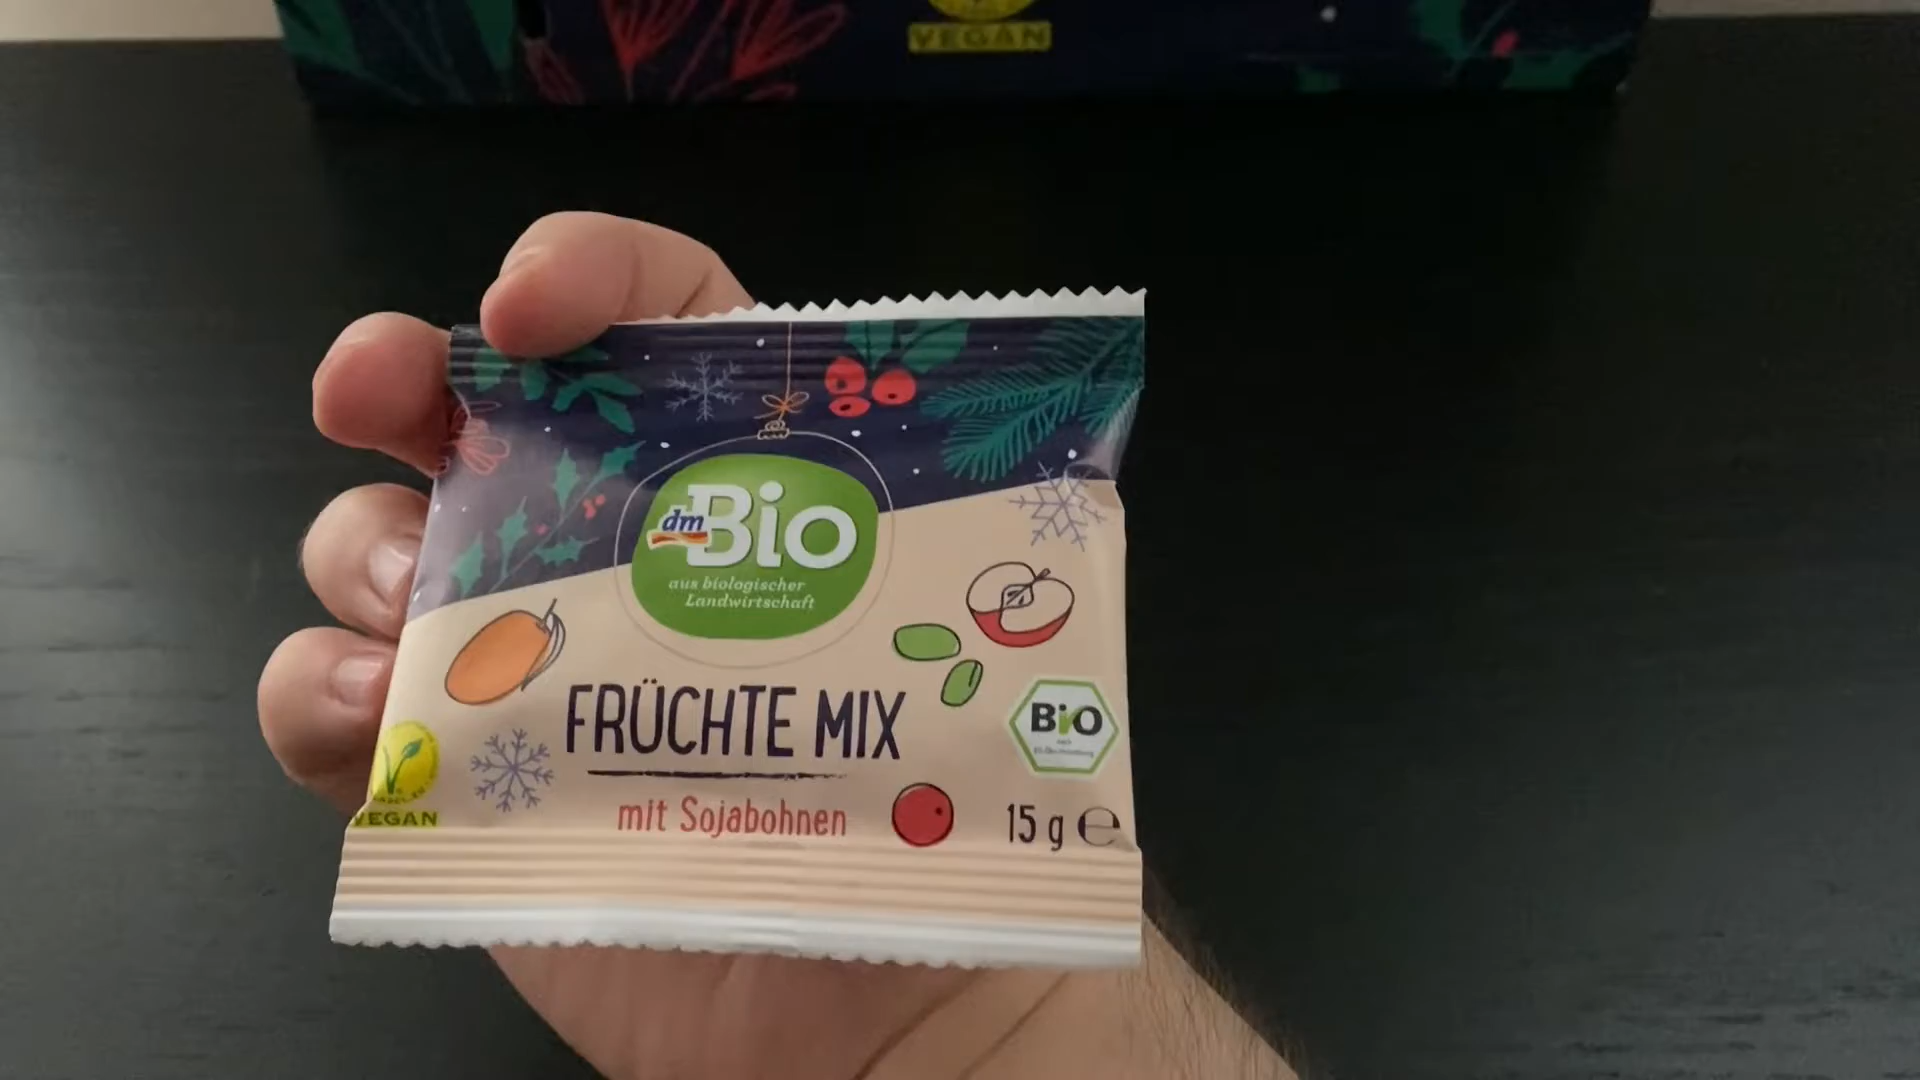 VEGAN
dm Bio
aus biologischer
Landwirtschaft
FRÜCHTE MIX
mit Sojabohnen
Bio
15 g ℮
VEGAN